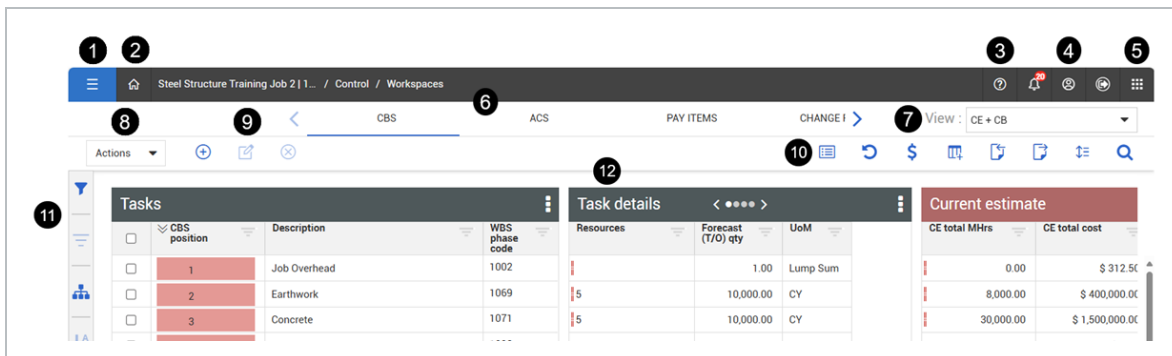 1 2 3 4 5
Steel Structure Training Job 2 | 1... / Control / Workspaces 20
6
CBS ACS PAY ITEMS CHANGE 7 View : CE + CB
8 9
Actions 10 $
11 12
Tasks Task details Current estimate
CBS position Description WBS phase code Resources Forecast (T/O) qty UoM CE total MHrs CE total cost
1 Job Overhead 1002 1.00 Lump Sum 0.00 $ 312.50
2 Earthwork 1069 5 10,000.00 CY 8,000.00 $ 400,000.00
3 Concrete 1071 5 10,000.00 CY 30,000.00 $ 1,500,000.00